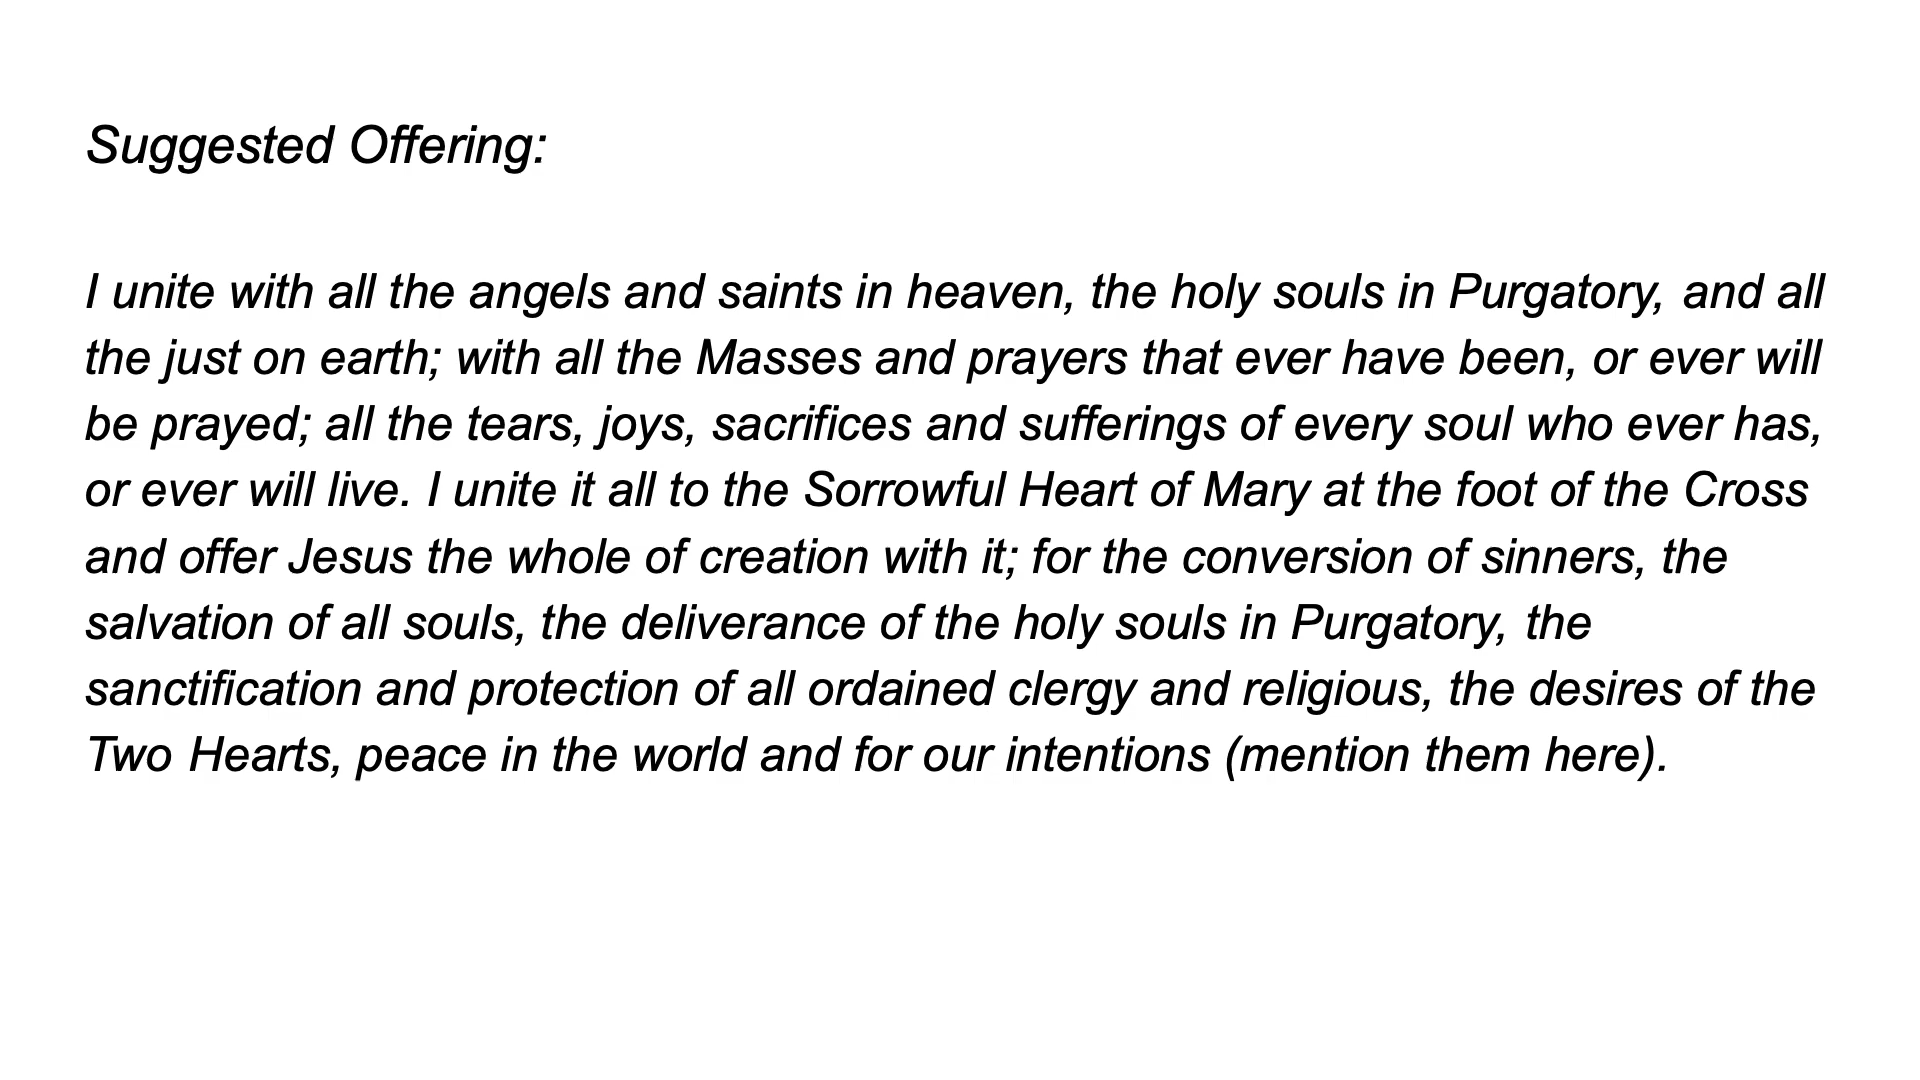 Suggested Offering:
I unite with all the angels and saints in heaven, the holy souls in Purgatory, and all
the just on earth; with all the Masses and prayers that ever have been, or ever will
be prayed; all the tears, joys, sacrifices and sufferings of every soul who ever has,
or ever will live. I unite it all to the Sorrowful Heart of Mary at the foot of the Cross
and offer Jesus the whole of creation with it; for the conversion of sinners, the
salvation of all souls, the deliverance of the holy souls in Purgatory, the
sanctification and protection of all ordained clergy and religious, the desires of the
Two Hearts, peace in the world and for our intentions (mention them here).